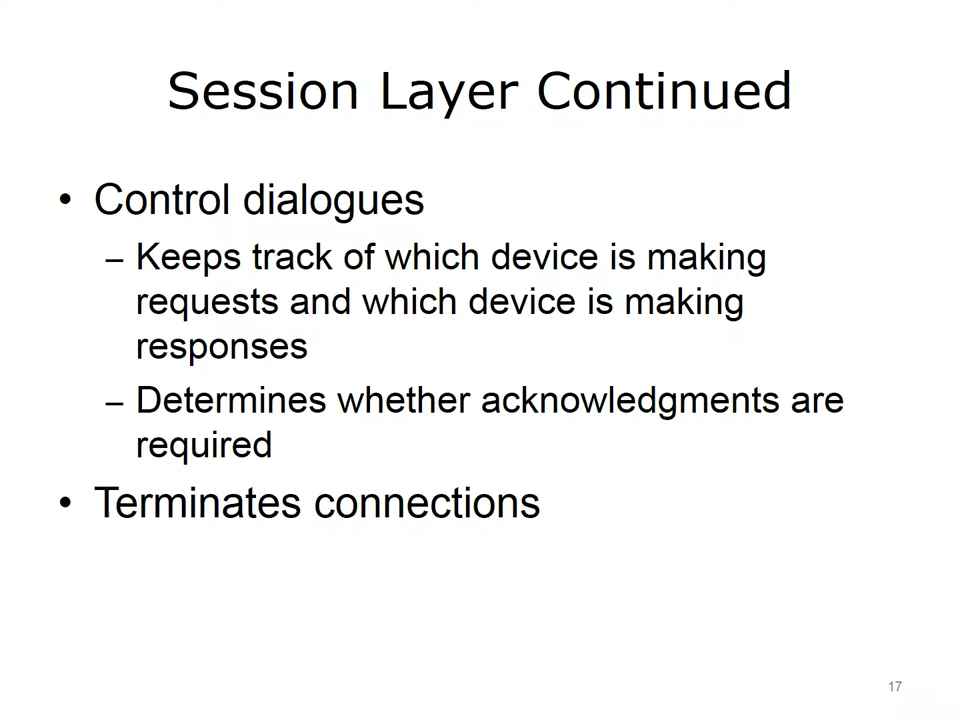 Session Layer Continued
• Control dialogues
– Keeps track of which device is making
requests and which device is making
responses
– Determines whether acknowledgments are
required
• Terminates connections
17